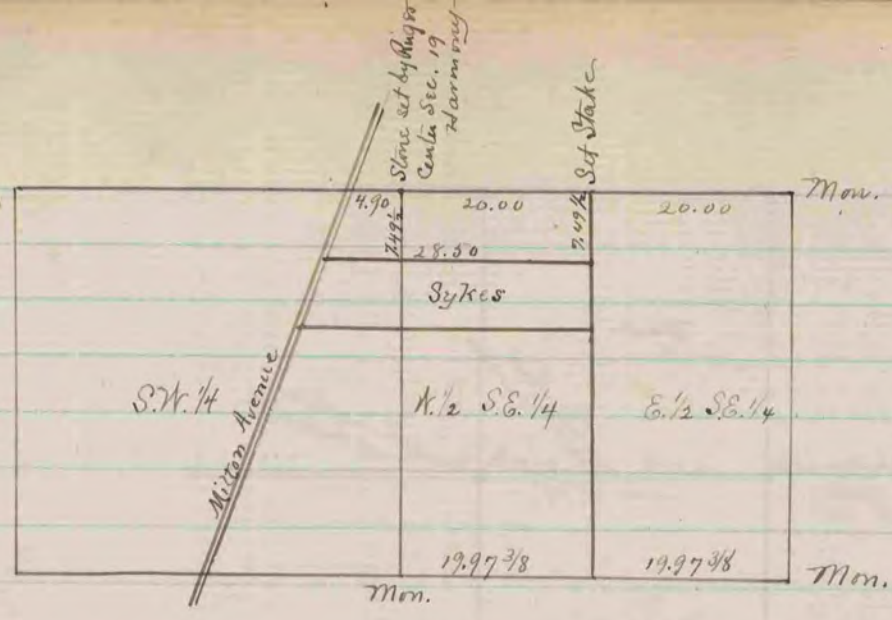 Stone set by Ruger
Center Sec. 19
Harmony
Set Stake
Mon.
4.90
20.00
20.00
7.49½
7.49½
28.50
Sykes
S.W. 1/4
Milton Avenue
W. 1/2 S.E. 1/4
E. 1/2 S.E. 1/4
19.97 3/8
19.97 3/8
Mon.
Mon.